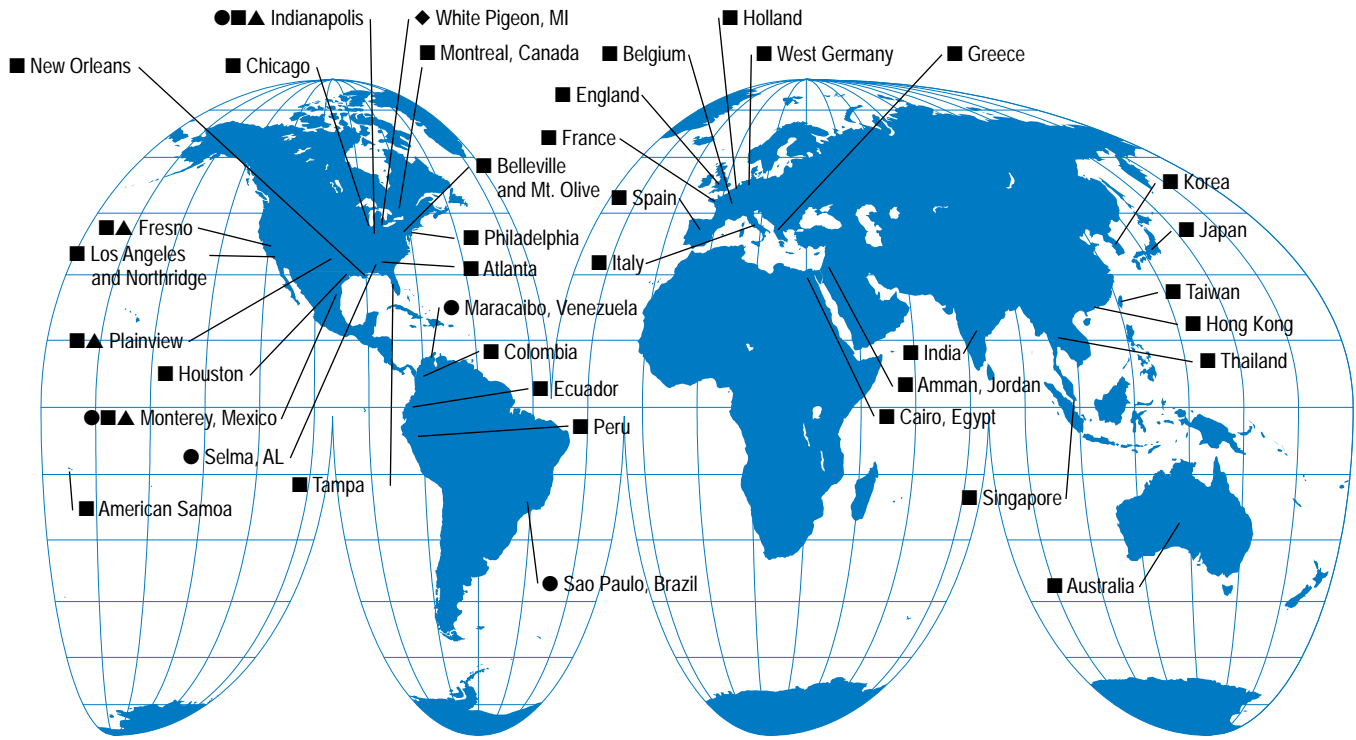 ●■▲ Indianapolis
◆ White Pigeon, MI
■ Holland
■ New Orleans
■ Chicago
■ Montreal, Canada
■ Belgium
■ West Germany
■ Greece
■ England
■ France
■ Belleville
and Mt. Olive
■ Korea
■ Spain
■▲ Fresno
■ Philadelphia
■ Japan
■ Los Angeles
and Northridge
■ Atlanta
■ Italy
■ Taiwan
● Maracaibo, Venezuela
■ Hong Kong
■▲ Plainview
■ Colombia
■ India
■ Thailand
■ Houston
■ Ecuador
■ Amman, Jordan
●■▲ Monterey, Mexico
■ Peru
■ Cairo, Egypt
● Selma, AL
■ Tampa
■ Singapore
■ American Samoa
● Sao Paulo, Brazil
■ Australia